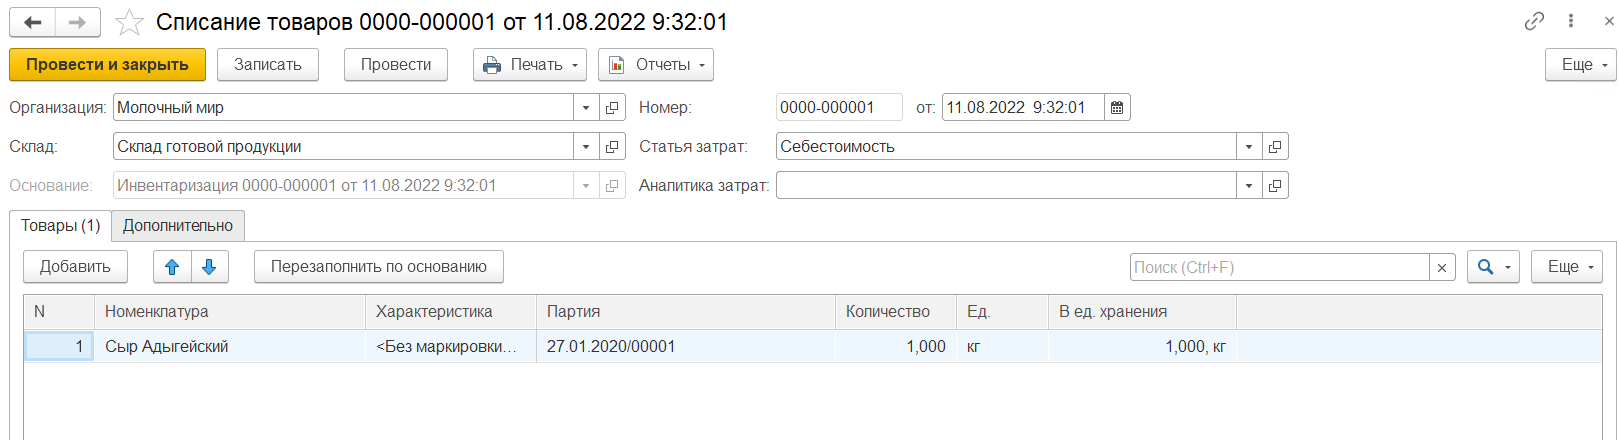 Списание товаров 0000-000001 от 11.08.2022 9:32:01
Провести и закрыть Записать Провести Печать Отчеты Еще
Организация: Молочный мир Номер: 0000-000001 от: 11.08.2022 9:32:01
Склад: Склад готовой продукции Статья затрат: Себестоимость
Основание: Инвентаризация 0000-000001 от 11.08.2022 9:32:01 Аналитика затрат:
Товары (1) Дополнительно
Добавить Перезаполнить по основанию Поиск (Ctrl+F) × Еще
N Номенклатура Характеристика Партия Количество Ед. В ед. хранения
1 Сыр Адыгейский <Без маркировки... 27.01.2020/00001 1,000 кг 1,000, кг